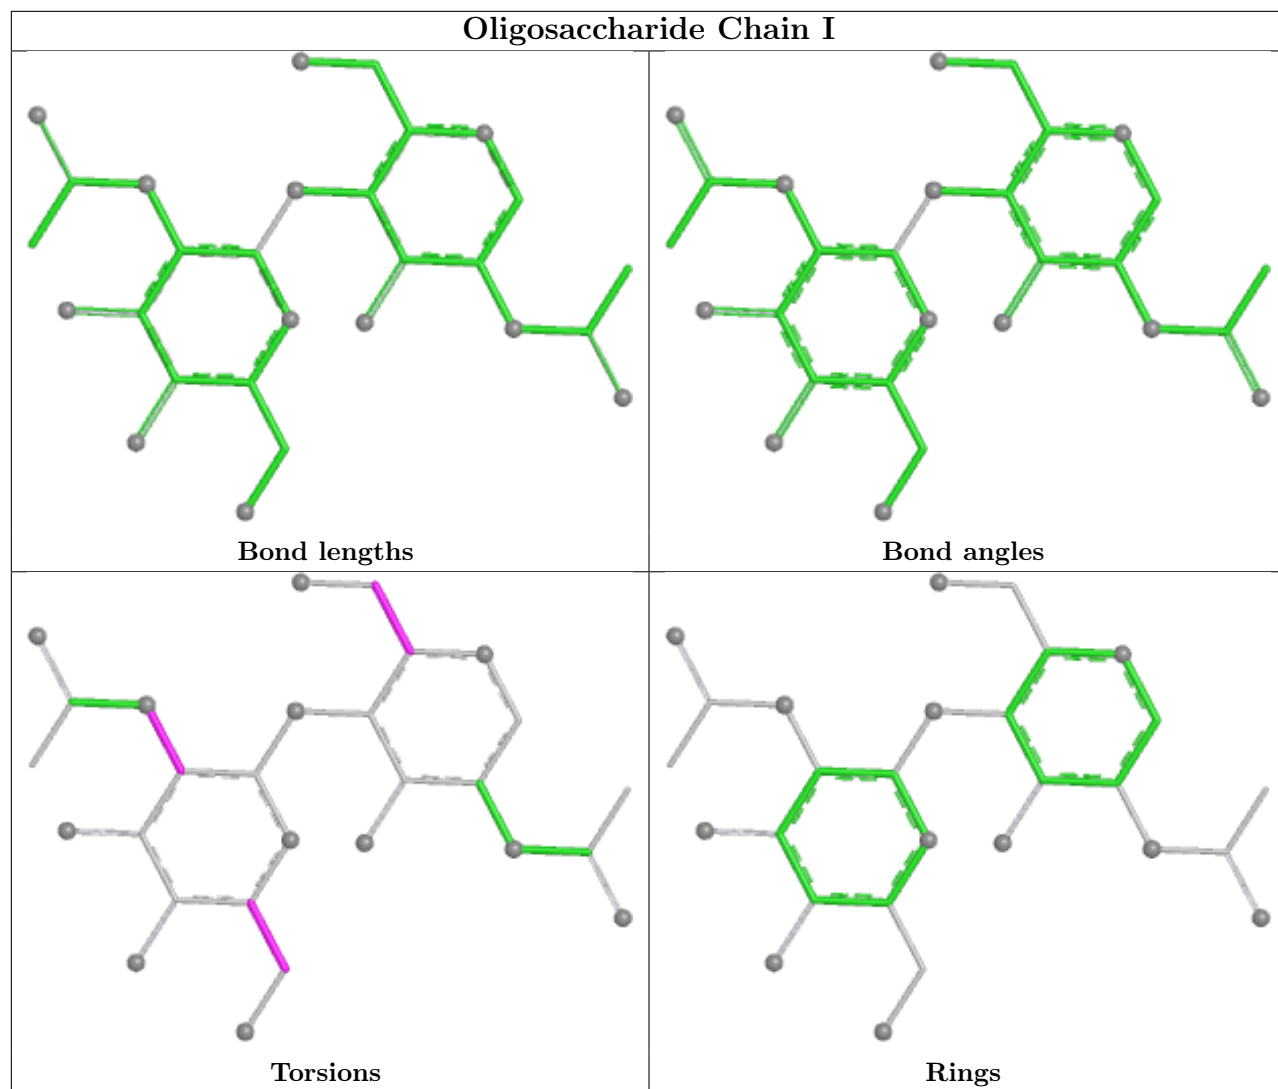 Oligosaccharide Chain I
Bond lengths
Bond angles
Torsions
Rings